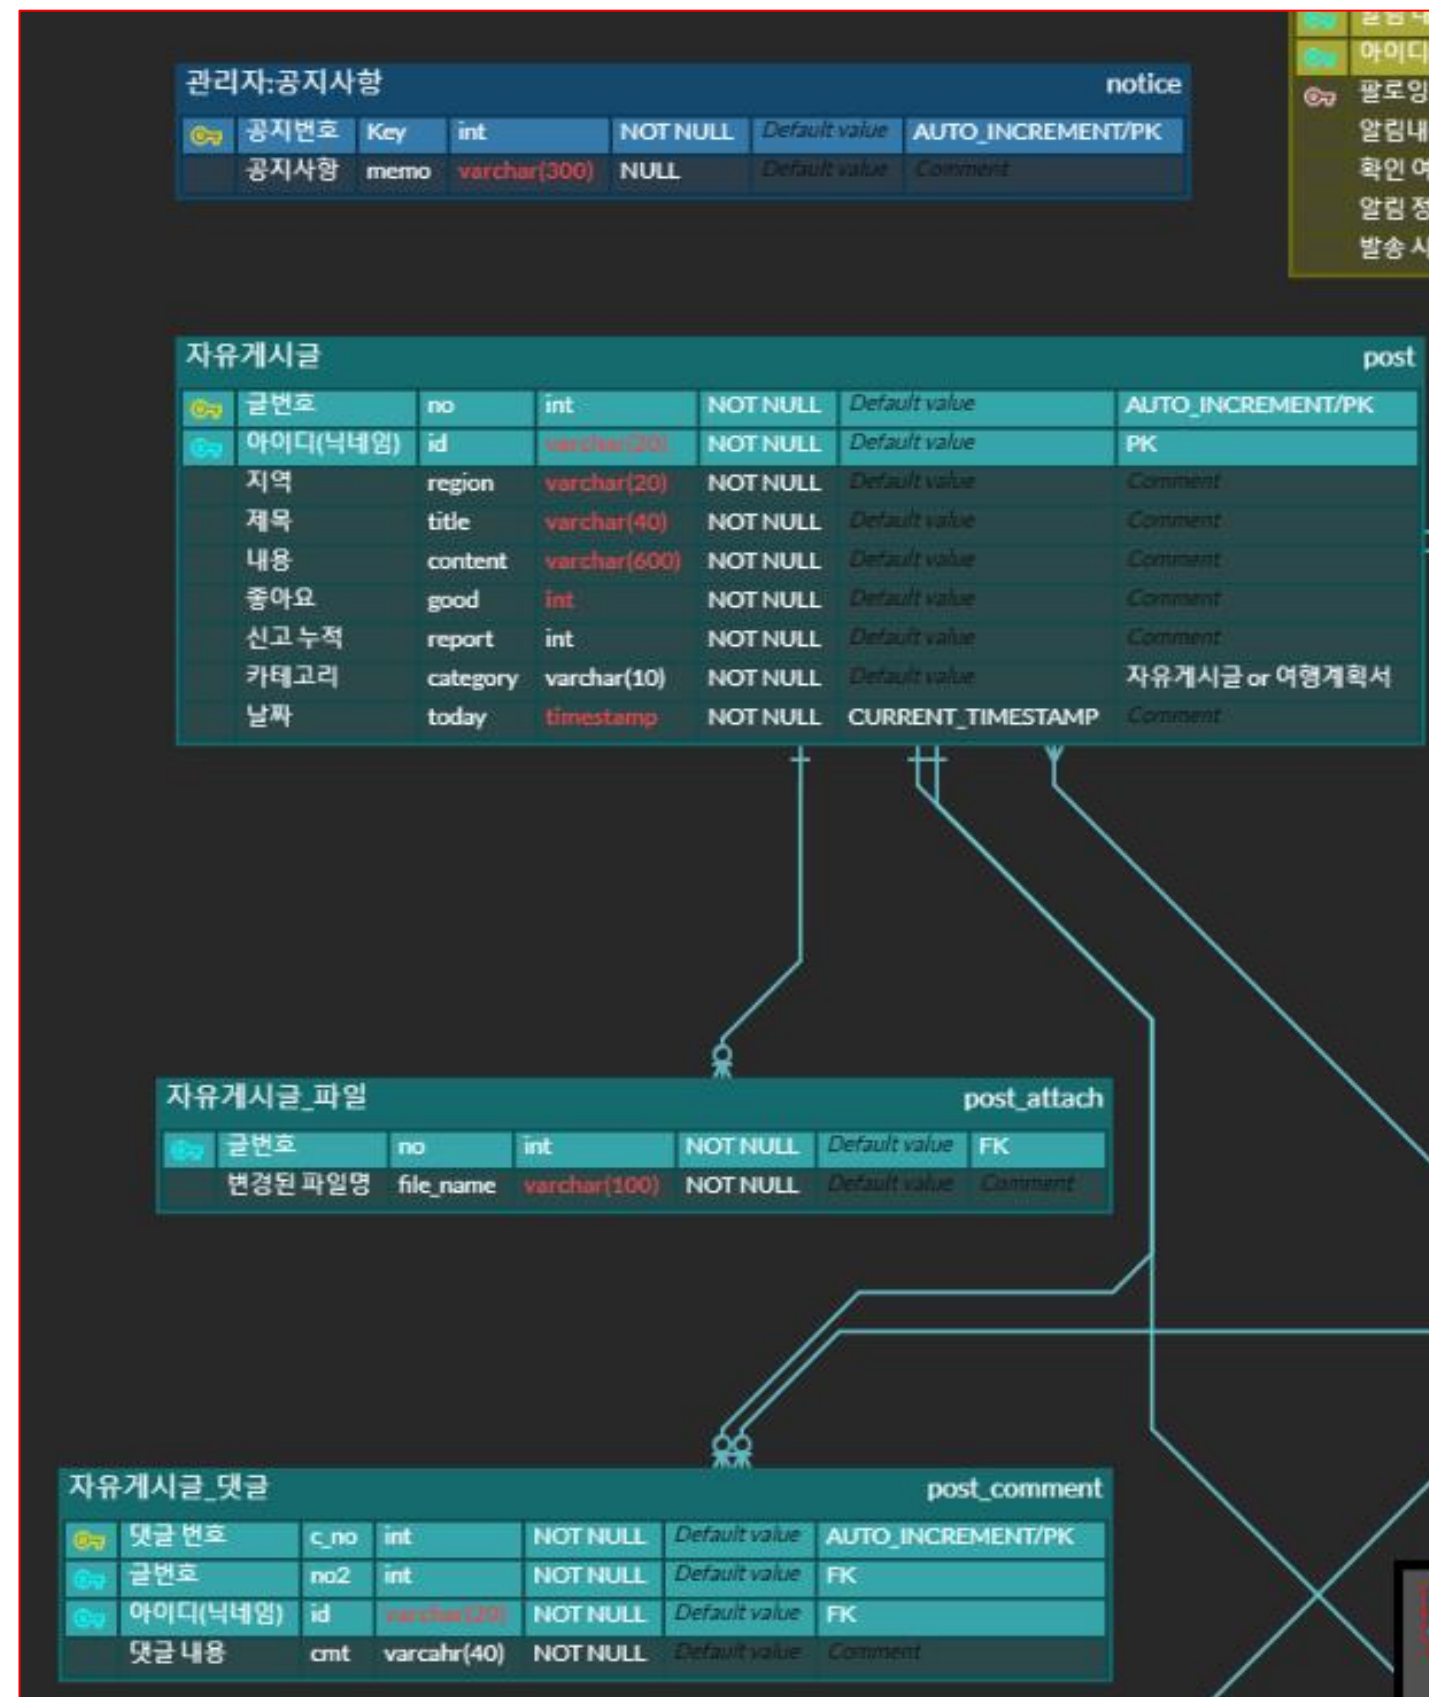 아이디
팔로잉
알림내
확인 여
알림 정
발송 시
관리자:공지사항 notice
공지번호 Key int NOT NULL Default value AUTO_INCREMENT/PK
공지사항 memo varchar(300) NULL Default value Comment
자유게시글 post
글번호 no int NOT NULL Default value AUTO_INCREMENT/PK
아이디(닉네임) id varchar(20) NOT NULL Default value PK
지역 region varchar(20) NOT NULL Default value Comment
제목 title varchar(40) NOT NULL Default value Comment
내용 content varchar(600) NOT NULL Default value Comment
좋아요 good int NOT NULL Default value Comment
신고 누적 report int NOT NULL Default value Comment
카테고리 category varchar(10) NOT NULL Default value 자유게시글 or 여행계획서
날짜 today timestamp NOT NULL CURRENT_TIMESTAMP Comment
자유게시글_파일 post_attach
글번호 no int NOT NULL Default value FK
변경된 파일명 file_name varchar(100) NOT NULL Default value Comment
자유게시글_댓글 post_comment
댓글 번호 c_no int NOT NULL Default value AUTO_INCREMENT/PK
글번호 no2 int NOT NULL Default value FK
아이디(닉네임) id varchar(20) NOT NULL Default value FK
댓글 내용 cmt varcahr(40) NOT NULL Default value Comment